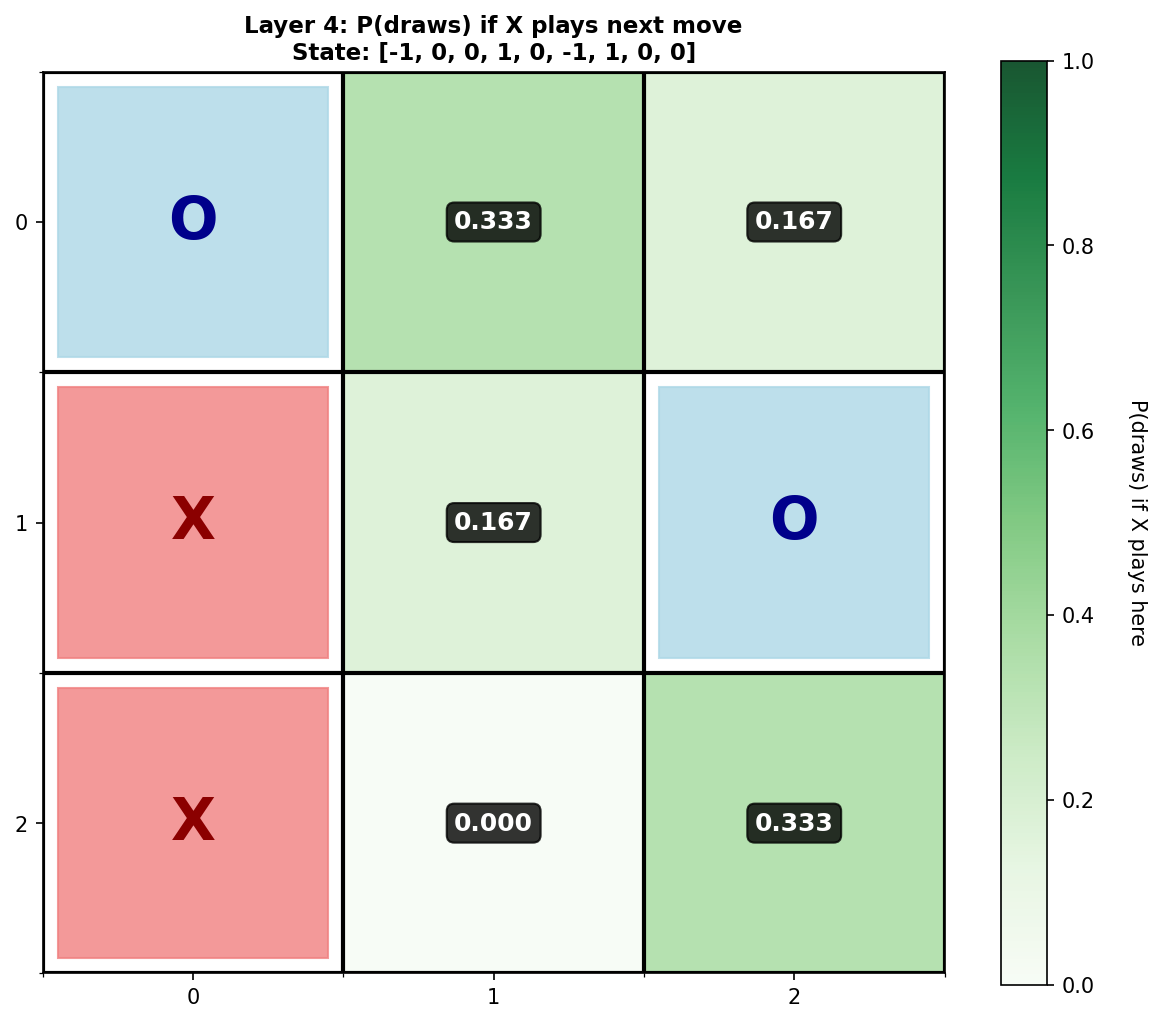 Layer 4: P(draws) if X plays next move
State: [-1, 0, 0, 1, 0, -1, 1, 0, 0]
0 O 0.333 0.167
1 X 0.167 O
2 X 0.000 0.333
0 1 2
1.0
0.8
0.6
0.4
0.2
0.0
P(draws) if X plays here